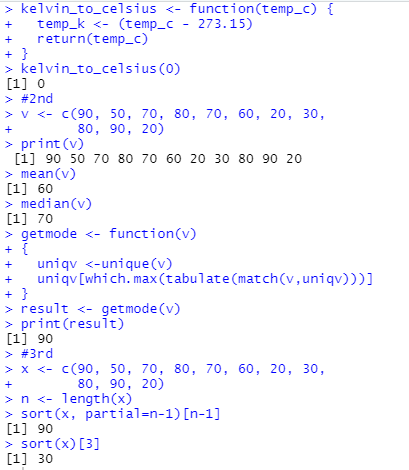 > kelvin_to_celsius <- function(temp_c) {
+   temp_k <- (temp_c - 273.15)
+   return(temp_c)
+ }
> kelvin_to_celsius(0)
[1] 0
> #2nd
> v <- c(90, 50, 70, 80, 70, 60, 20, 30,
+        80, 90, 20)
> print(v)
 [1] 90 50 70 80 70 60 20 30 80 90 20
> mean(v)
[1] 60
> median(v)
[1] 70
> getmode <- function(v)
+ {
+   uniqv <-unique(v)
+   uniqv[which.max(tabulate(match(v,uniqv)))]
+ }
> result <- getmode(v)
> print(result)
[1] 90
> #3rd
> x <- c(90, 50, 70, 80, 70, 60, 20, 30,
+        80, 90, 20)
> n <- length(x)
> sort(x, partial=n-1)[n-1]
[1] 90
> sort(x)[3]
[1] 30